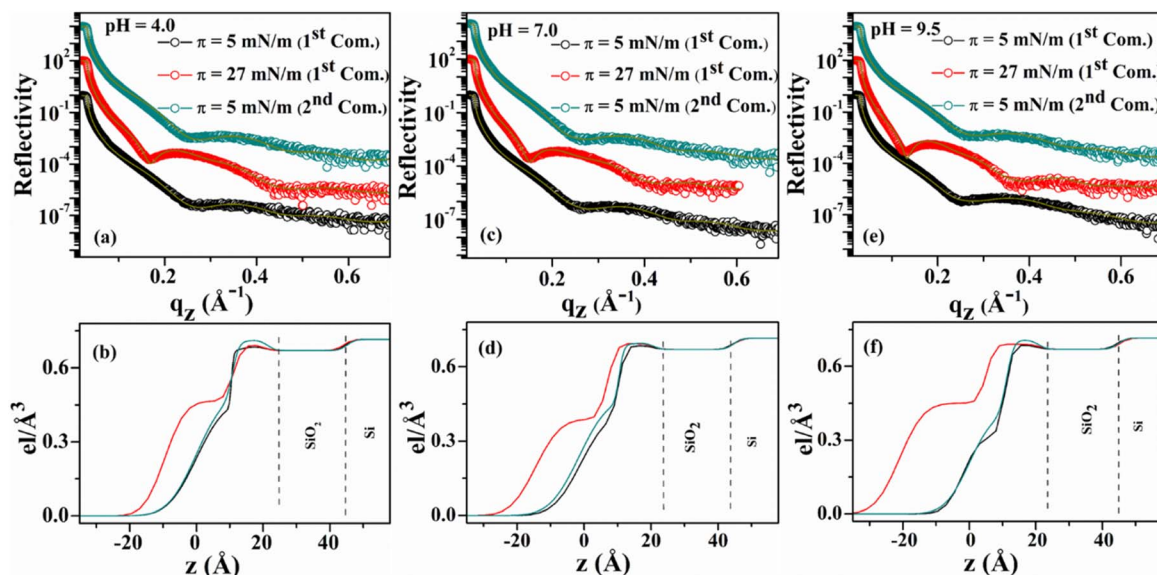 pH = 4.0
π = 5 mN/m (1st Com.)
π = 27 mN/m (1st Com.)
π = 5 mN/m (2nd Com.)
Reflectivity
10²
10⁻¹
10⁻⁴
10⁻⁷
(a)
0.2 0.4 0.6
q_z (Å⁻¹)
pH = 7.0
π = 5 mN/m (1st Com.)
π = 27 mN/m (1st Com.)
π = 5 mN/m (2nd Com.)
Reflectivity
10²
10⁻¹
10⁻⁴
10⁻⁷
(c)
0.2 0.4 0.6
q_z (Å⁻¹)
pH = 9.5
π = 5 mN/m (1st Com.)
π = 27 mN/m (1st Com.)
π = 5 mN/m (2nd Com.)
Reflectivity
10²
10⁻¹
10⁻⁴
10⁻⁷
(e)
0.2 0.4 0.6
q_z (Å⁻¹)
(b)
el/Å³
0.6
0.3
0.0
SiO₂
Si
-20 0 20 40
z (Å)
(d)
el/Å³
0.6
0.3
0.0
SiO₂
Si
-20 0 20 40
z (Å)
(f)
el/Å³
0.6
0.3
0.0
SiO₂
Si
-20 0 20 40
z (Å)